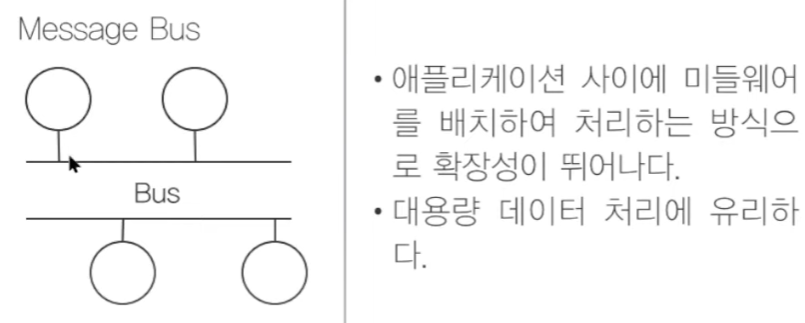 Message Bus
Bus
• 애플리케이션 사이에 미들웨어
를 배치하여 처리하는 방식으
로 확장성이 뛰어나다.
• 대용량 데이터 처리에 유리하
다.